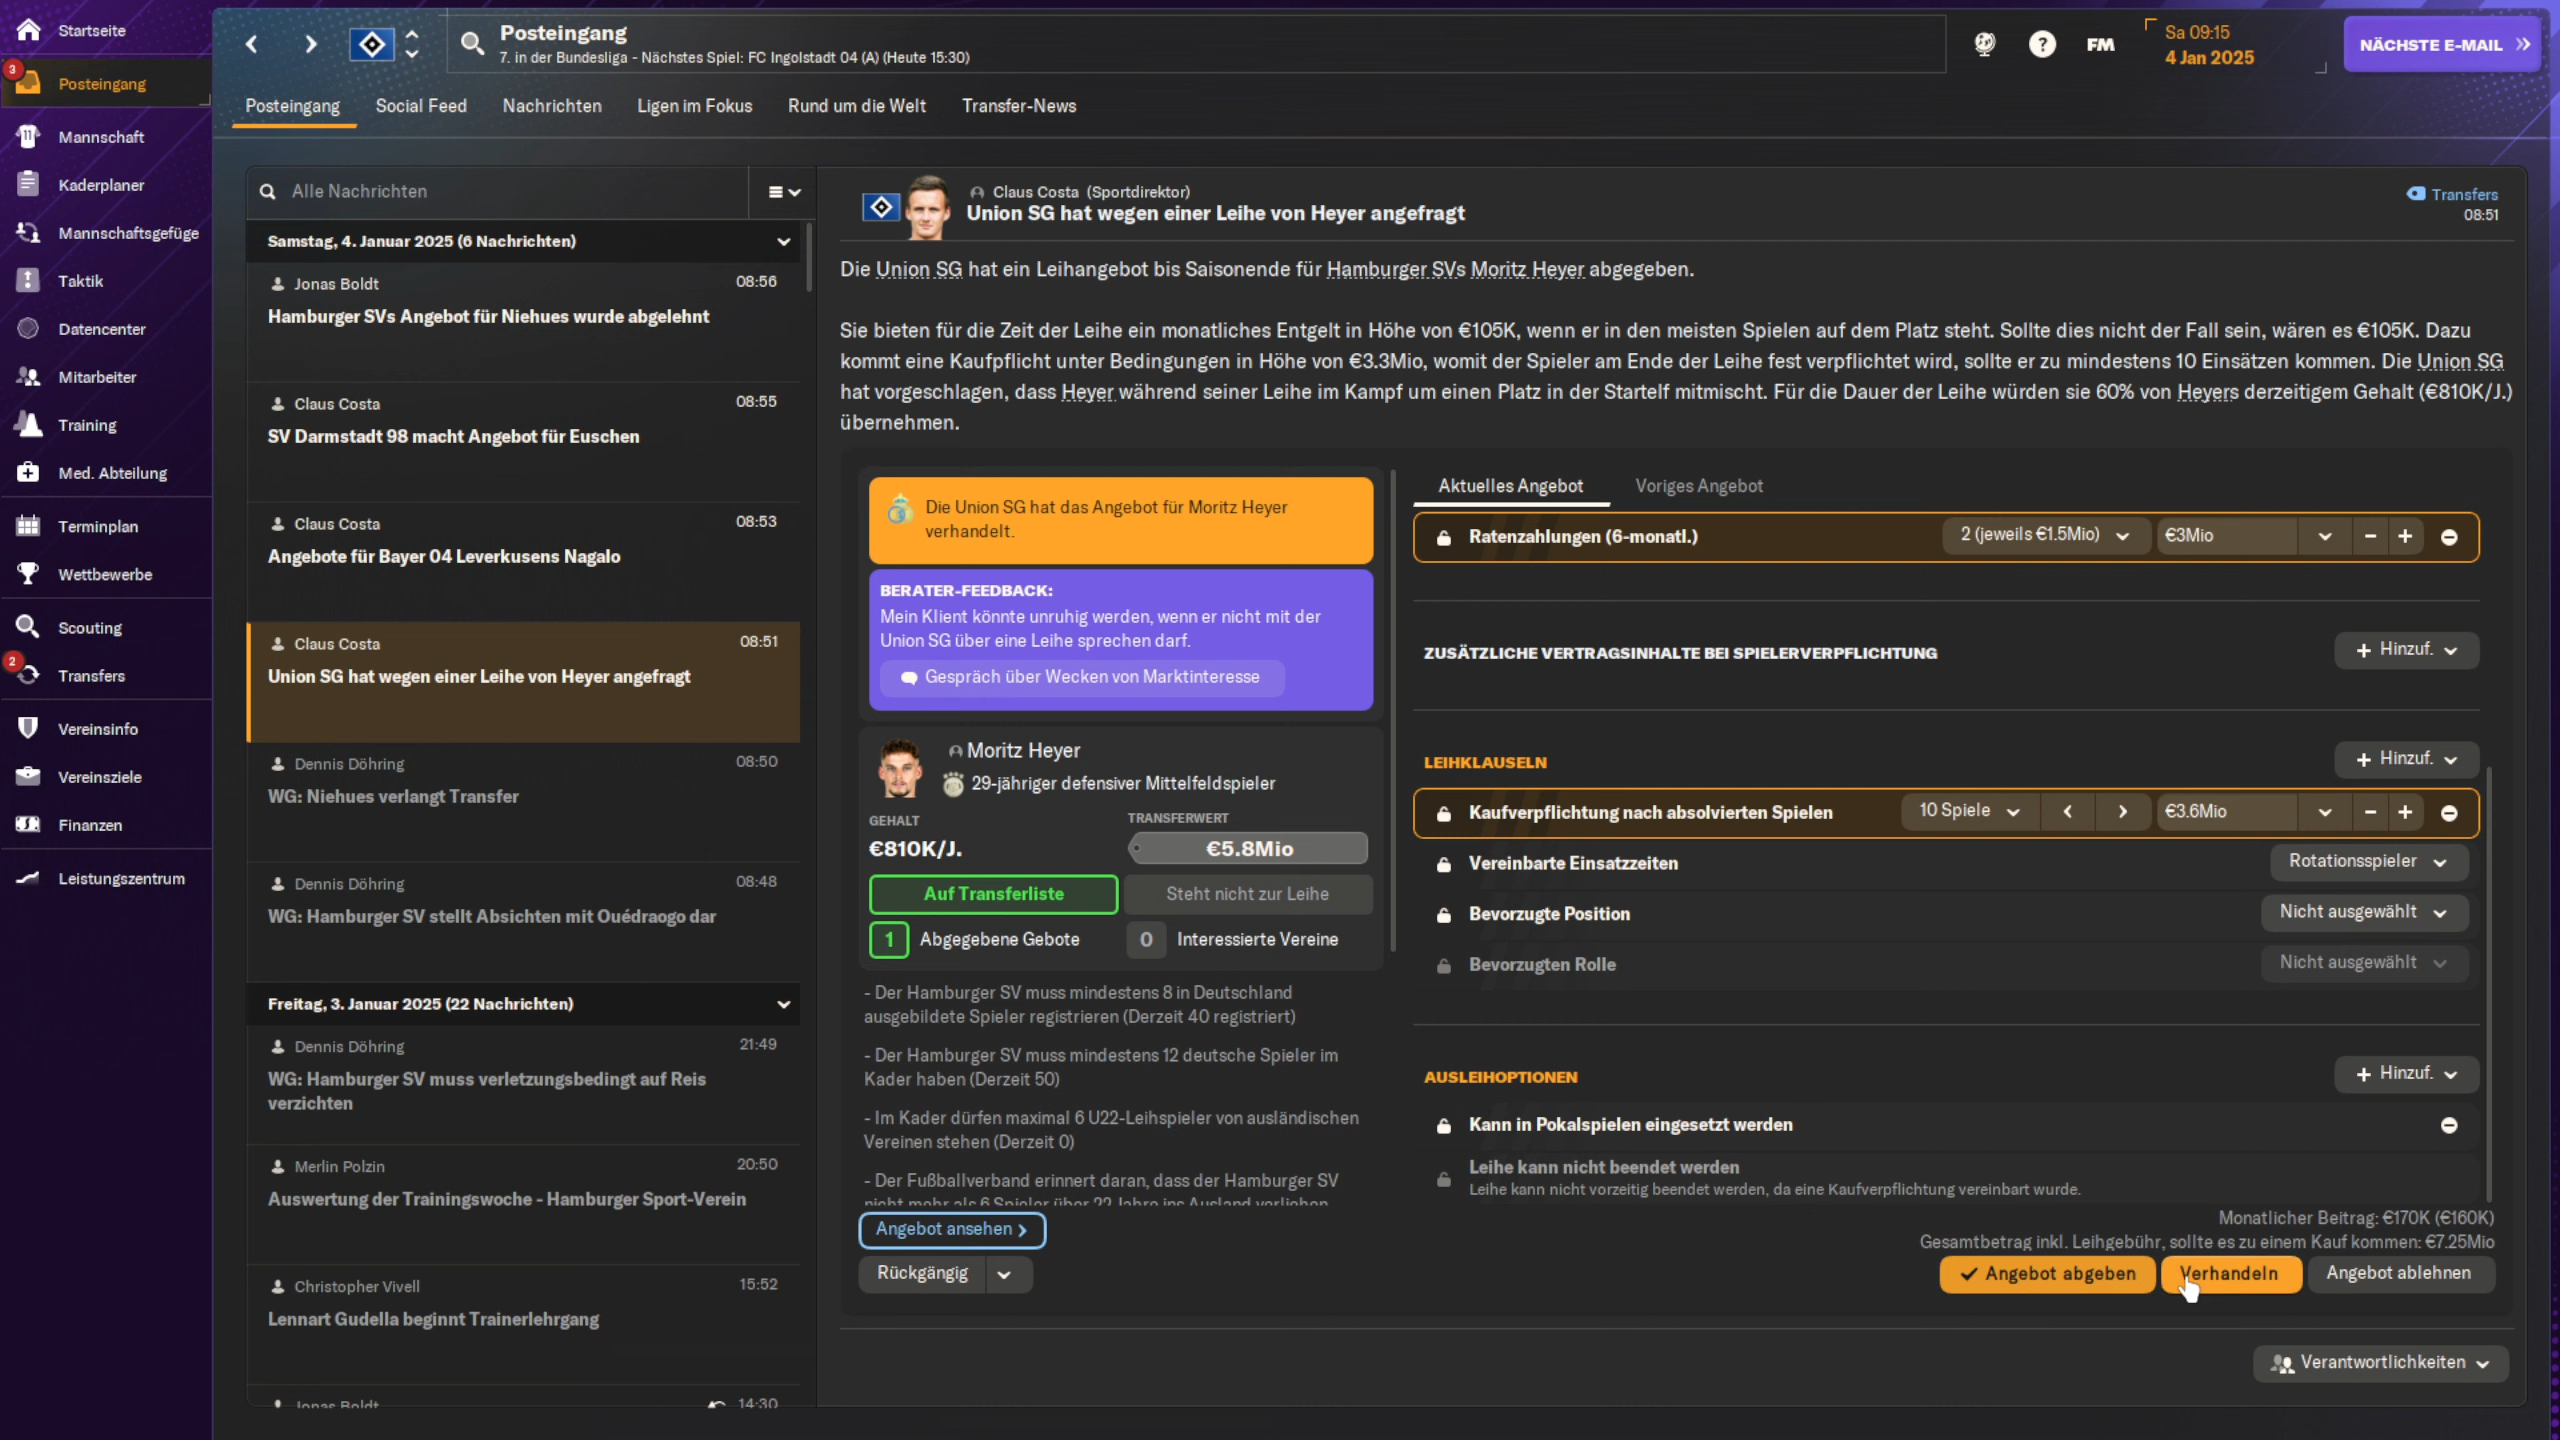 Startseite
3
Posteingang
Mannschaft
Kaderplaner
Mannschaftsgefüge
Taktik
Datencenter
Mitarbeiter
Training
Med. Abteilung
Terminplan
Wettbewerbe
Scouting
2
Transfers
Vereinsinfo
Vereinsziele
Finanzen
Leistungszentrum
Posteingang
7. in der Bundesliga - Nächstes Spiel: FC Ingolstadt 04 (A) (Heute 15:30)
FM
Sa 09:15
4 Jan 2025
NÄCHSTE E-MAIL
Posteingang Social Feed Nachrichten Ligen im Fokus Rund um die Welt Transfer-News
Alle Nachrichten
Samstag, 4. Januar 2025 (6 Nachrichten)
Jonas Boldt 08:56
Hamburger SVs Angebot für Niehues wurde abgelehnt
Claus Costa 08:55
SV Darmstadt 98 macht Angebot für Euschen
Claus Costa 08:53
Angebote für Bayer 04 Leverkusens Nagalo
Claus Costa 08:51
Union SG hat wegen einer Leihe von Heyer angefragt
Dennis Döhring 08:50
WG: Niehues verlangt Transfer
Dennis Döhring 08:48
WG: Hamburger SV stellt Absichten mit Ouédraogo dar
Freitag, 3. Januar 2025 (22 Nachrichten)
Dennis Döhring 21:49
WG: Hamburger SV muss verletzungsbedingt auf Reis
verzichten
Merlin Polzin 20:50
Auswertung der Trainingswoche - Hamburger Sport-Verein
Christopher Vivell 15:52
Lennart Gudella beginnt Trainerlehrgang
Jonas Boldt 14:30
Claus Costa (Sportdirektor)
Union SG hat wegen einer Leihe von Heyer angefragt
Transfers
08:51
Die Union SG hat ein Leihangebot bis Saisonende für Hamburger SVs Moritz Heyer abgegeben.
Sie bieten für die Zeit der Leihe ein monatliches Entgelt in Höhe von €105K, wenn er in den meisten Spielen auf dem Platz steht. Sollte dies nicht der Fall sein, wären es €105K. Dazu
kommt eine Kaufpflicht unter Bedingungen in Höhe von €3.3Mio, womit der Spieler am Ende der Leihe fest verpflichtet wird, sollte er zu mindestens 10 Einsätzen kommen. Die Union SG
hat vorgeschlagen, dass Heyer während seiner Leihe im Kampf um einen Platz in der Startelf mitmischt. Für die Dauer der Leihe würden sie 60% von Heyers derzeitigem Gehalt (€810K/J.)
übernehmen.
Die Union SG hat das Angebot für Moritz Heyer
verhandelt.
BERATER-FEEDBACK:
Mein Klient könnte unruhig werden, wenn er nicht mit der
Union SG über eine Leihe sprechen darf.
Gespräch über Wecken von Marktinteresse
Moritz Heyer
29-jähriger defensiver Mittelfeldspieler
GEHALT TRANSFERWERT
€810K/J. €5.8Mio
Auf Transferliste Steht nicht zur Leihe
1 Abgegebene Gebote 0 Interessierte Vereine
- Der Hamburger SV muss mindestens 8 in Deutschland
ausgebildete Spieler registrieren (Derzeit 40 registriert)
- Der Hamburger SV muss mindestens 12 deutsche Spieler im
Kader haben (Derzeit 50)
- Im Kader dürfen maximal 6 U22-Leihspieler von ausländischen
Vereinen stehen (Derzeit 0)
- Der Fußballverband erinnert daran, dass der Hamburger SV
nicht mehr als 6 Spieler über 22 Jahre ins Ausland verliehen
Angebot ansehen
Rückgängig
Aktuelles Angebot Voriges Angebot
Ratenzahlungen (6-monatl.) 2 (jeweils €1.5Mio) €3Mio
ZUSÄTZLICHE VERTRAGSINHALTE BEI SPIELERVERPFLICHTUNG Hinzuf.
LEIHKLAUSELN Hinzuf.
Kaufverpflichtung nach absolvierten Spielen 10 Spiele €3.6Mio
Vereinbarte Einsatzzeiten Rotationsspieler
Bevorzugte Position Nicht ausgewählt
Bevorzugten Rolle Nicht ausgewählt
AUSLEIHOPTIONEN Hinzuf.
Kann in Pokalspielen eingesetzt werden
Leihe kann nicht beendet werden
Leihe kann nicht vorzeitig beendet werden, da eine Kaufverpflichtung vereinbart wurde.
Monatlicher Beitrag: €170K (€160K)
Gesamtbetrag inkl. Leihgebühr, sollte es zu einem Kauf kommen: €7.25Mio
Angebot abgeben Verhandeln Angebot ablehnen
Verantwortlichkeiten